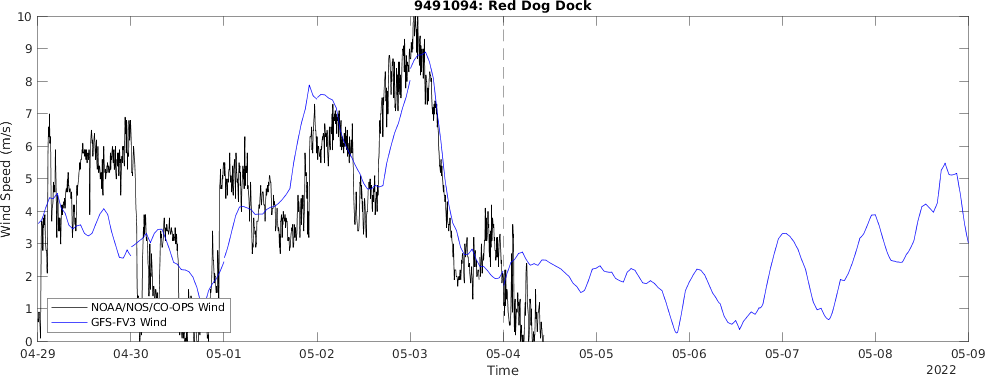 9491094: Red Dog Dock
10
9
8
7
6
5
4
3
2
1
0
Wind Speed (m/s)
NOAA/NOS/CO-OPS Wind
GFS-FV3 Wind
04-29 04-30 05-01 05-02 05-03 05-04 05-05 05-06 05-07 05-08 05-09
Time
2022